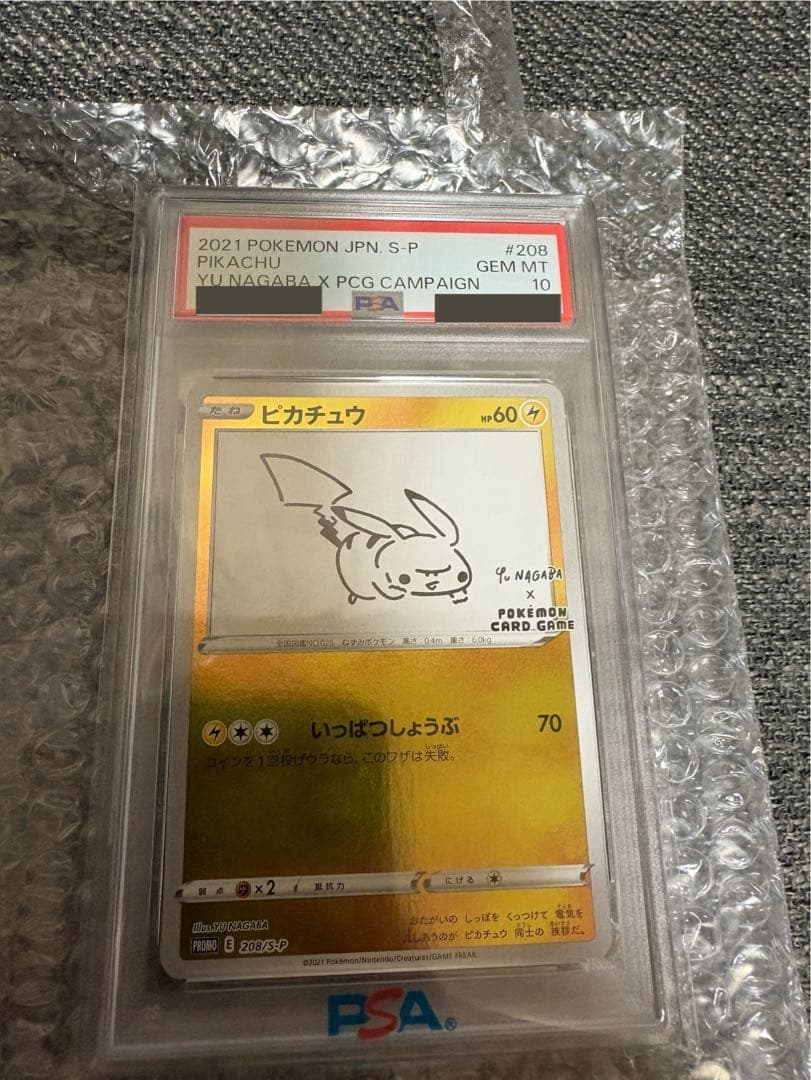 2021 POKEMON JPN. S-P #208
PIKACHU GEM MT
YU NAGABA X PCG CAMPAIGN 10
PSA
たね ピカチュウ HP60
YU NAGABA
X
POKÉMON
CARD GAME
全国図鑑NO.025 ねずみポケモン 高さ:0.4m 重さ:6.0kg
いっぱつしょうぶ 70
コインを1回投げウラなら、このワザは失敗。
弱点 ×2 抵抗力 にげる
Illus. YU NAGABA
おたがいの しっぽを くっつけて 電気を
流しあうのが ピカチュウ 同士の 挨拶だ。
PROMO E 208/S-P
©2021 Pokémon/Nintendo/Creatures/GAME FREAK.
PSA®